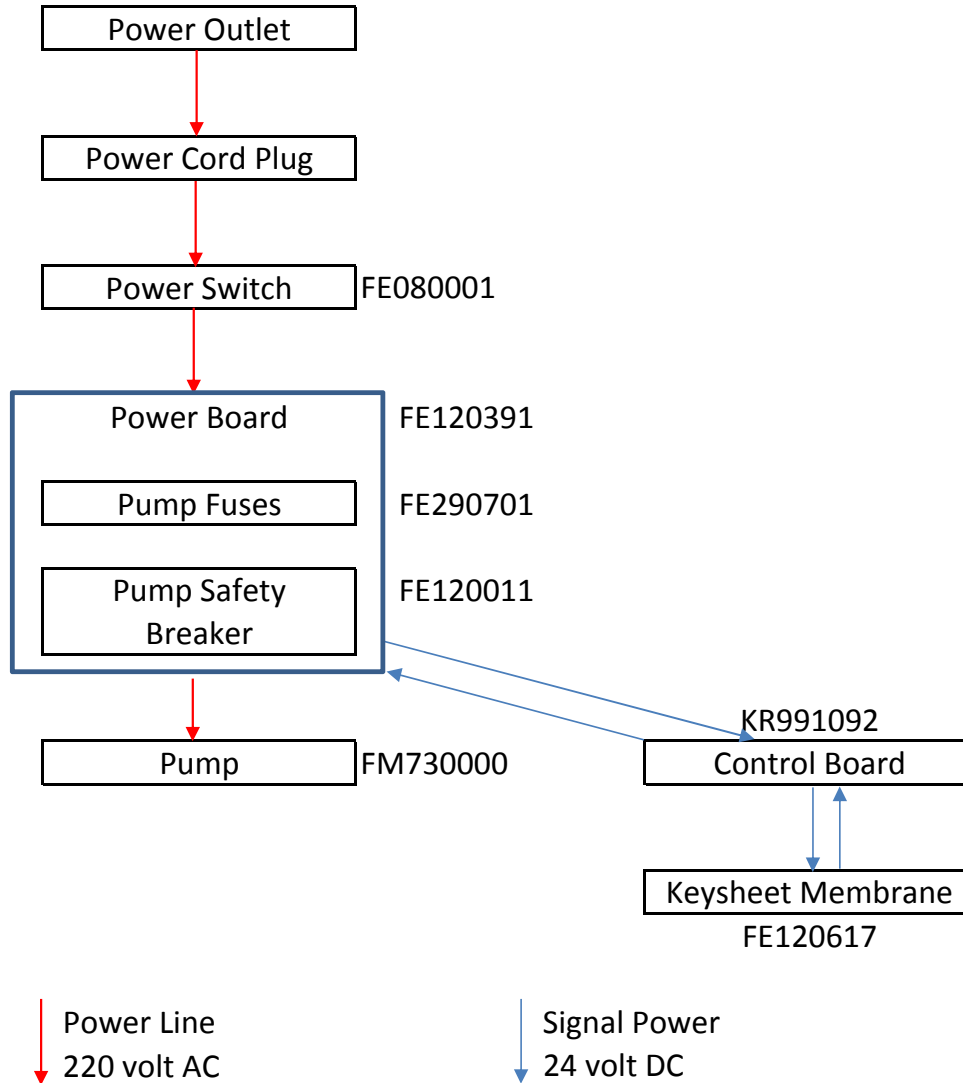 Power Outlet
Power Cord Plug
Power Switch FE080001
Power Board FE120391
Pump Fuses FE290701
Pump Safety FE120011
Breaker
KR991092
Pump FM730000 Control Board
Keysheet Membrane
FE120617
Power Line Signal Power
220 volt AC 24 volt DC